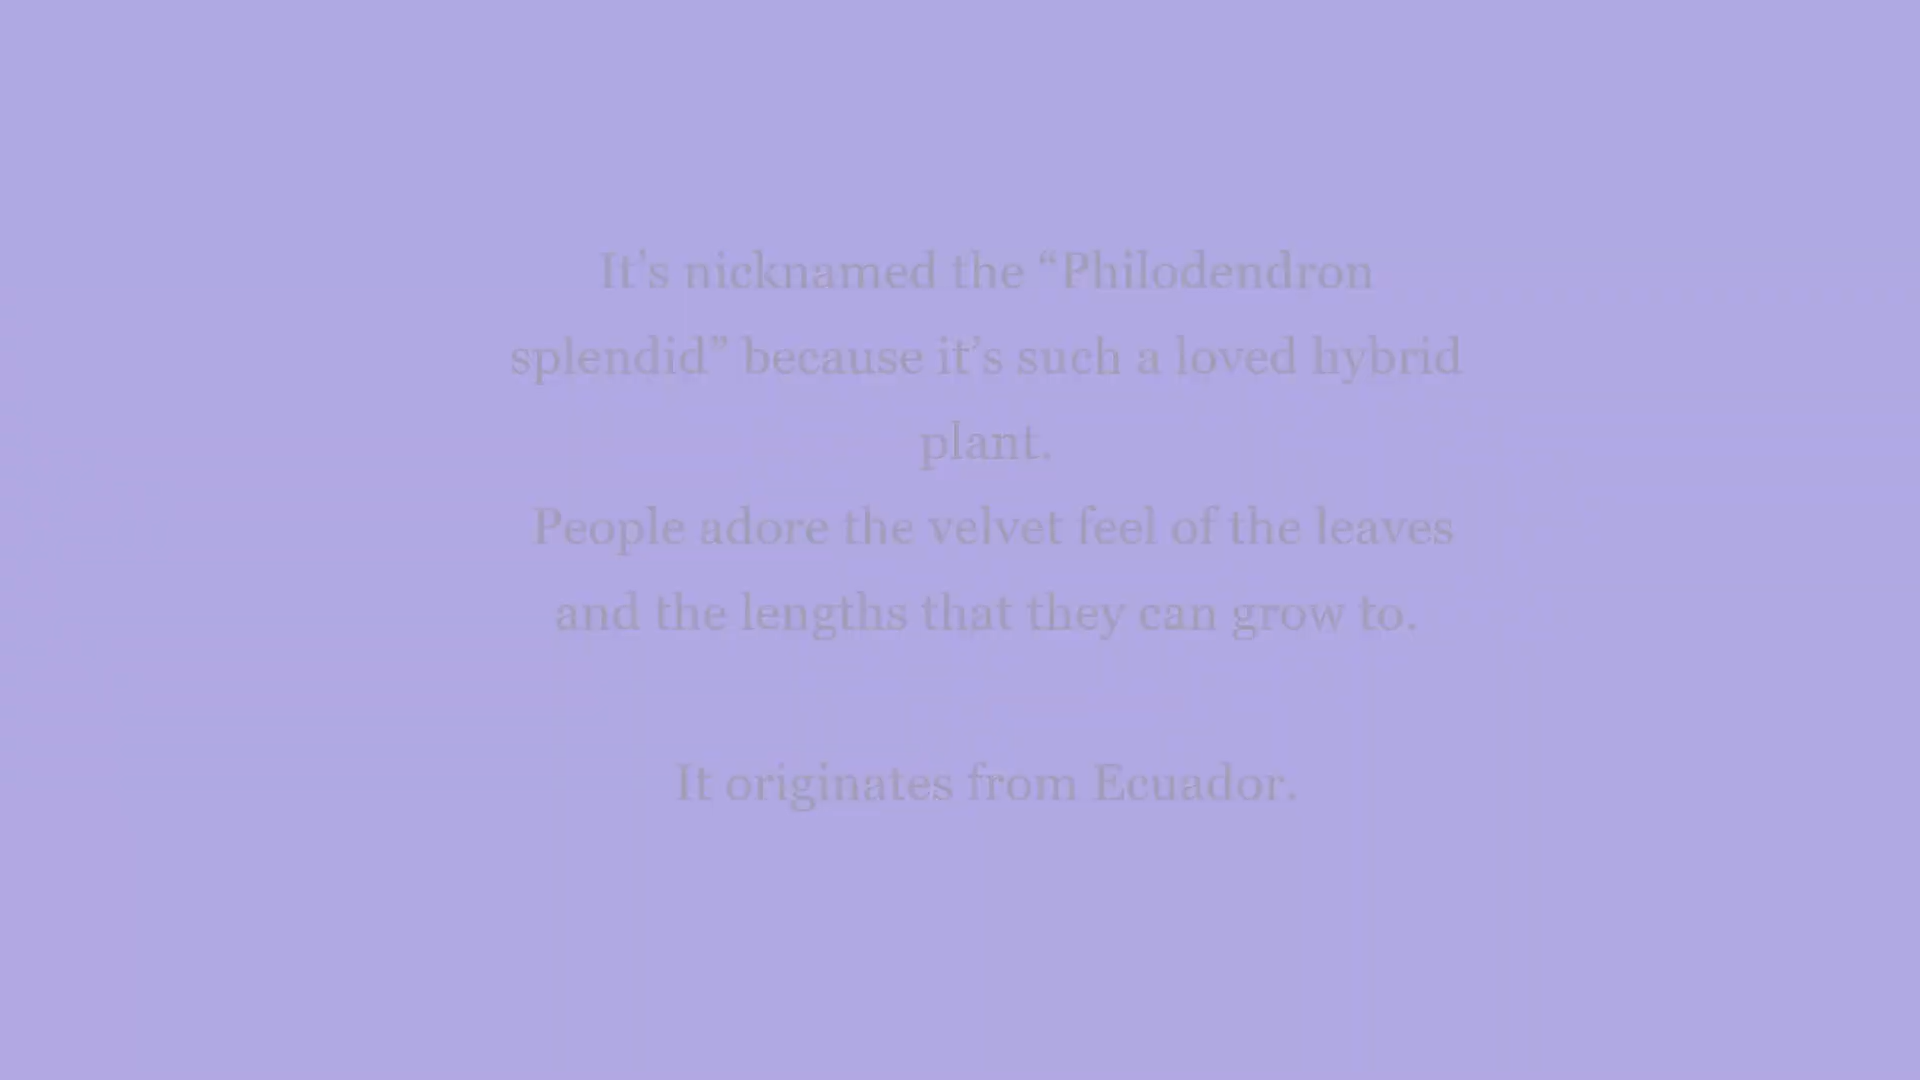 It’s nicknamed the “Philodendron
splendid” because it’s such a loved hybrid
plant.
People adore the velvet feel of the leaves
and the lengths that they can grow to.
It originates from Ecuador.